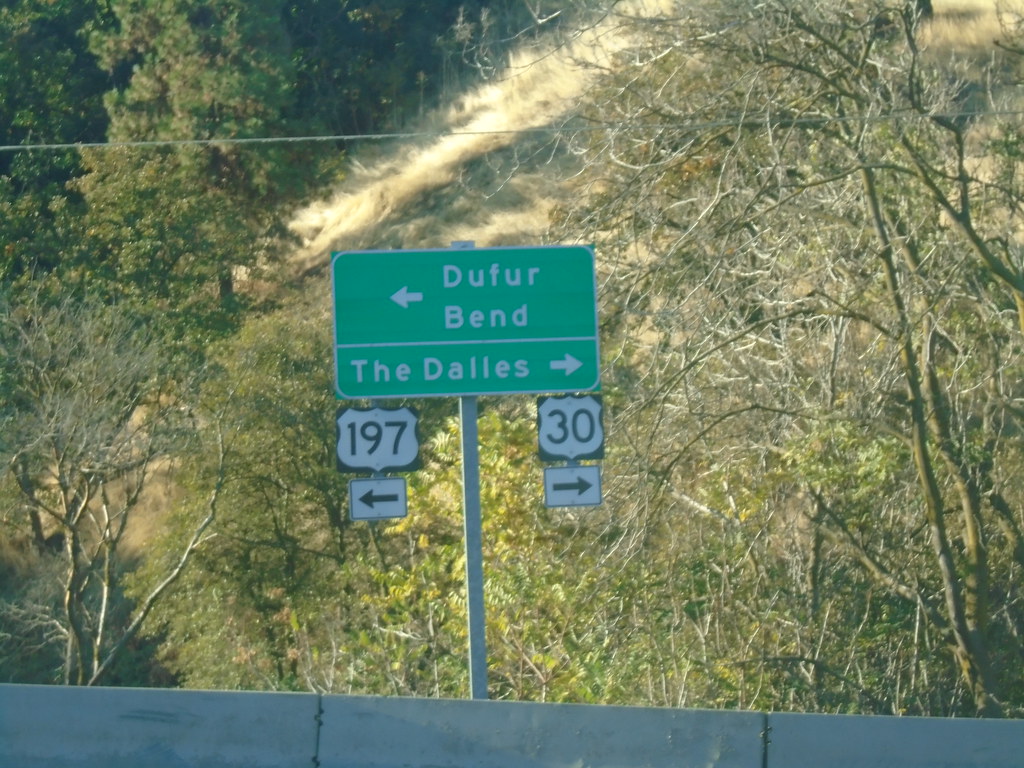 Dufur
Bend
The Dalles
197
30